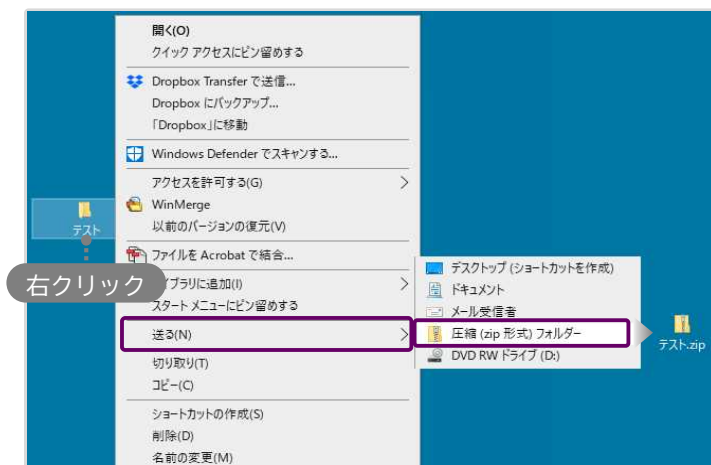 開く(O)
クイック アクセスにピン留めする
Dropbox Transfer で送信...
Dropbox にバックアップ...
「Dropbox」に移動
Windows Defender でスキャンする...
アクセスを許可する(G)
WinMerge
以前のバージョンの復元(V)
ファイルを Acrobat で結合...
イブラリに追加(I)
スタート メニューにピン留めする
送る(N)
切り取り(T)
コピー(C)
ショートカットの作成(S)
削除(D)
名前の変更(M)
テスト
右クリック
デスクトップ (ショートカットを作成)
ドキュメント
メール受信者
圧縮 (zip 形式) フォルダー
DVD RW ドライブ (D:)
テスト.zip